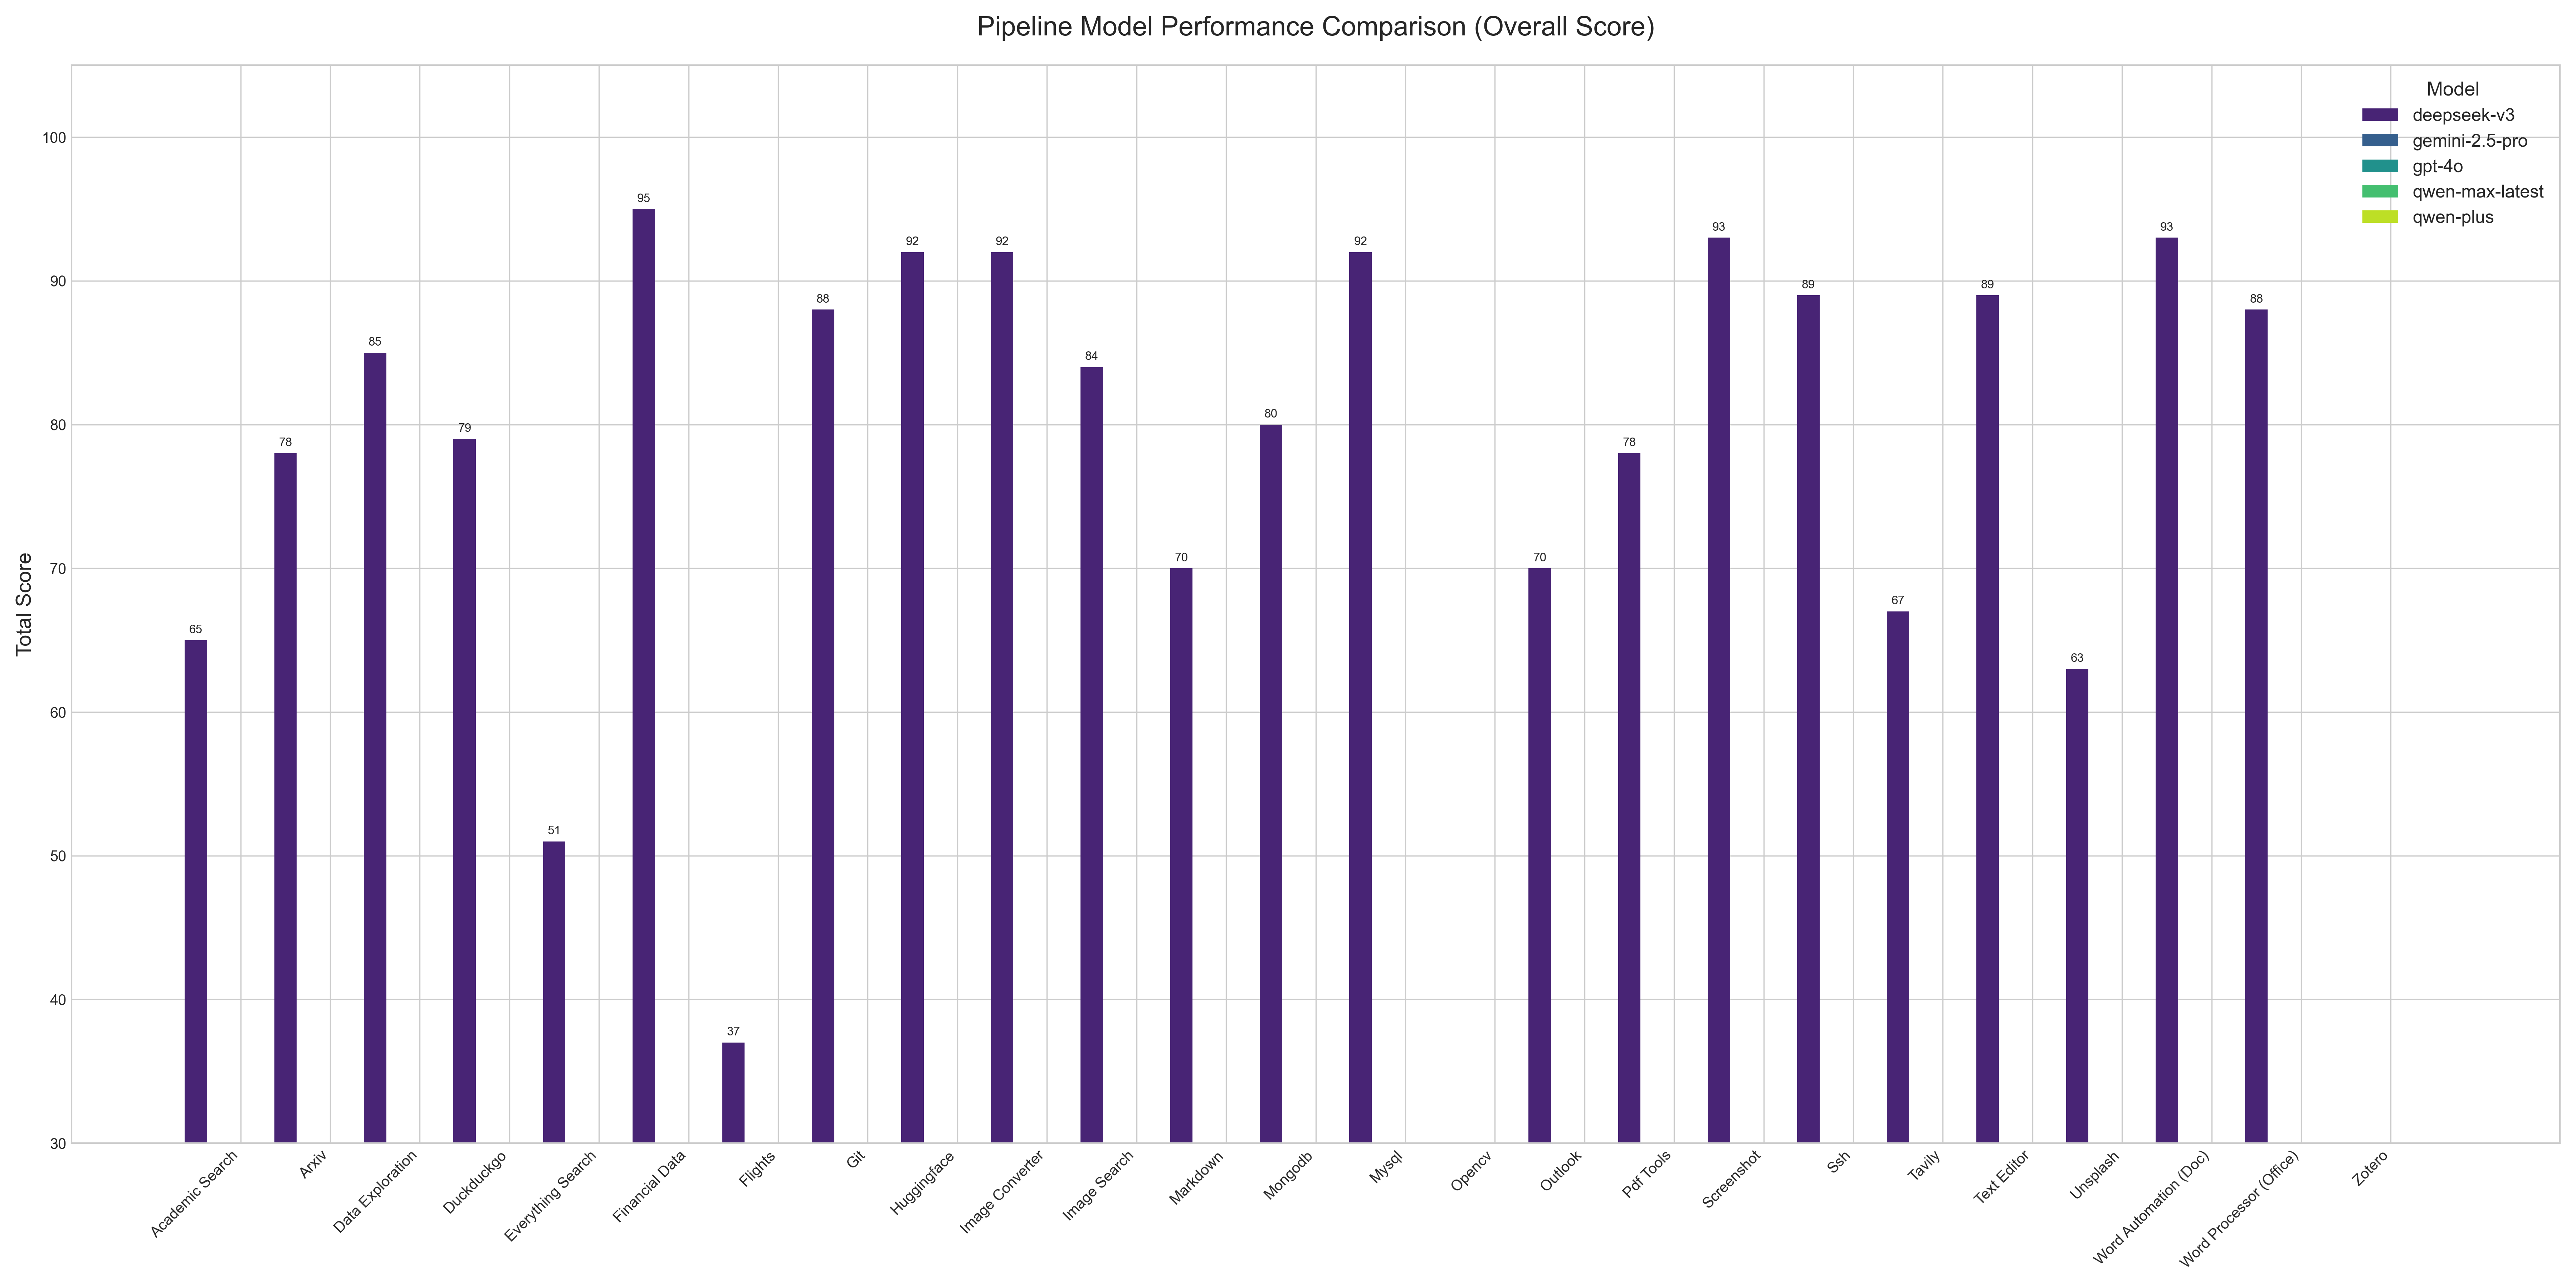 Pipeline Model Performance Comparison (Overall Score)
Model
deepseek-v3
gemini-2.5-pro
gpt-4o
qwen-max-latest
qwen-plus
Total Score
100
90
80
70
60
50
40
30
65
78
85
79
51
95
37
88
92
92
84
70
80
92
70
78
93
89
67
89
63
93
88
Academic Search
Arxiv
Data Exploration
Duckduckgo
Everything Search
Financial Data
Flights
Git
Huggingface
Image Converter
Image Search
Markdown
Mongodb
Mysql
Opencv
Outlook
Pdf Tools
Screenshot
Ssh
Tavily
Text Editor
Unsplash
Word Automation (Doc)
Word Processor (Office)
Zotero